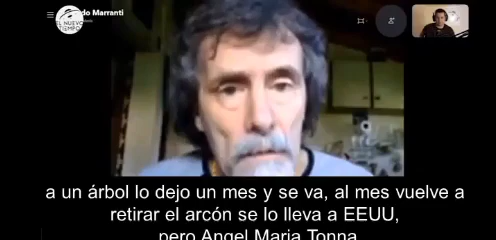 do Marranti
EL NUEVO
TIEMPO
a un árbol lo dejo un mes y se va, al mes vuelve a
retirar el arcón se lo lleva a EEUU,
pero Angel Maria Tonna